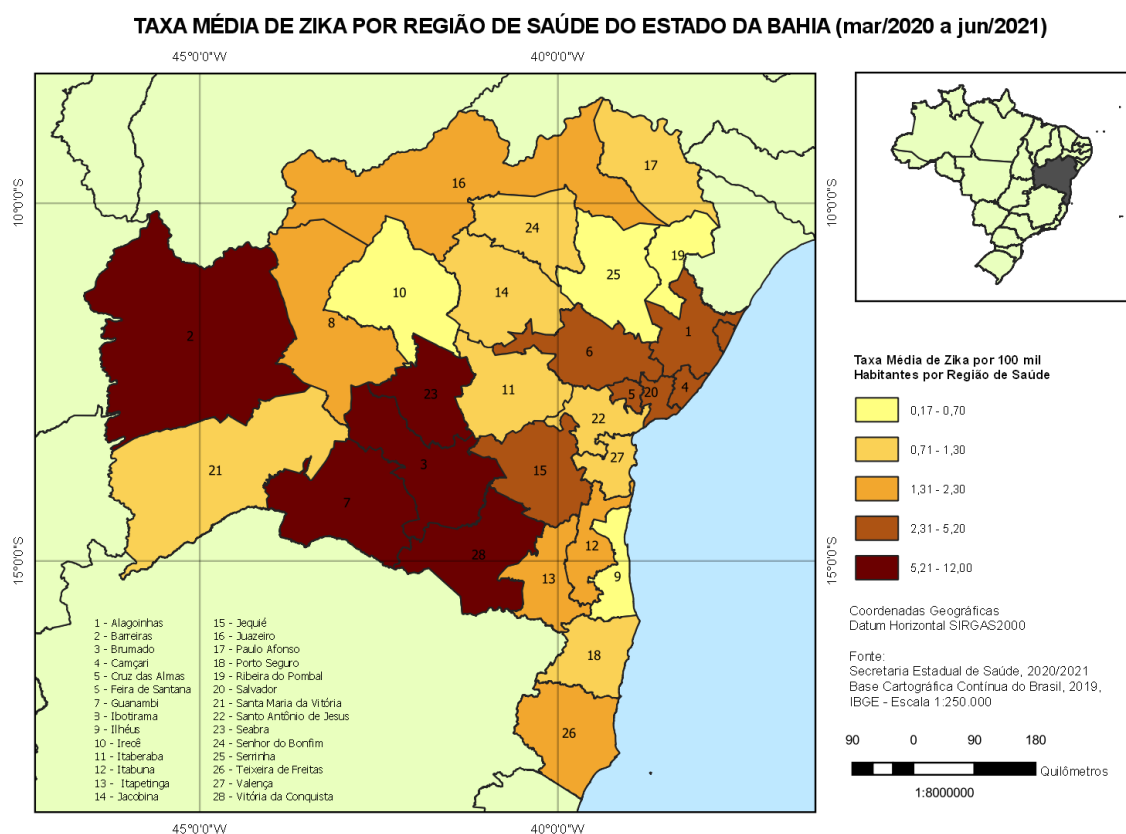 TAXA MÉDIA DE ZIKA POR REGIÃO DE SAÚDE DO ESTADO DA BAHIA (mar/2020 a jun/2021)
45°0'0"W 40°0'0"W
10°0'0"S 10°0'0"S
15°0'0"S 15°0'0"S
17
16
24
19
25
10
14
8
1
2
6
23
11
5
20
4
22
3
15
27
21
7
28
12
13
9
18
26
1 - Alagoinhas
2 - Barreiras
3 - Brumado
4 - Camçari
5 - Cruz das Almas
5 - Feira de Santana
7 - Guanambi
3 - Ibotirama
9 - Ilhéus
10 - Irecê
11 - Itaberaba
12 - Itabuna
13 - Itapetinga
14 - Jacobina
15 - Jequié
16 - Juazeiro
17 - Paulo Afonso
18 - Porto Seguro
19 - Ribeira do Pombal
20 - Salvador
21 - Santa Maria da Vitória
22 - Santo Antônio de Jesus
23 - Seabra
24 - Senhor do Bonfim
25 - Serrinha
26 - Teixeira de Freitas
27 - Valença
28 - Vitória da Conquista
45°0'0"W 40°0'0"W
Taxa Média de Zika por 100 mil
Habitantes por Região de Saúde
0,17 - 0,70
0,71 - 1,30
1,31 - 2,30
2,31 - 5,20
5,21 - 12,00
Coordenadas Geográficas
Datum Horizontal SIRGAS2000
Fonte:
Secretaria Estadual de Saúde, 2020/2021
Base Cartográfica Contínua do Brasil, 2019,
IBGE - Escala 1:250.000
90 0 90 180
Quilômetros
1:8000000